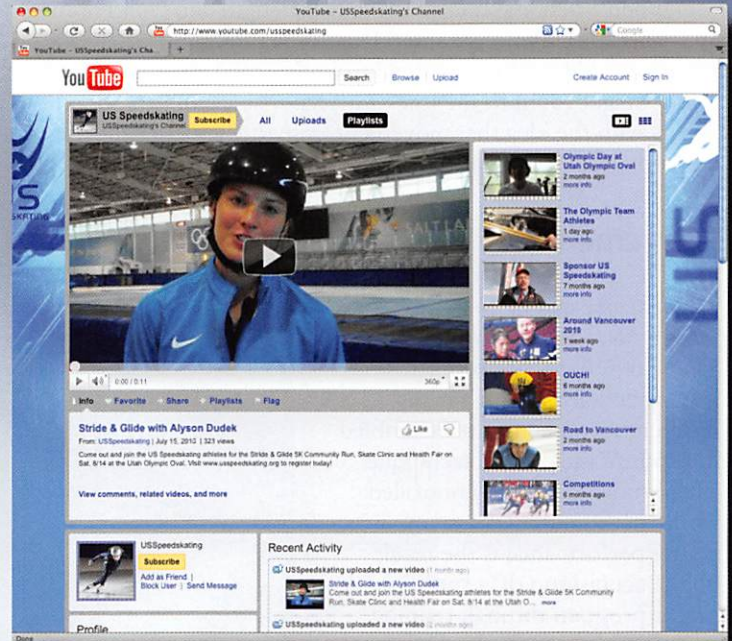 YouTube – USSpeedskating's Channel
http://www.youtube.com/usspeedskating
Google
YouTube – USSpeedskating's Cha...
You Tube
Search
Browse
Upload
Create Account
Sign In
US Speedskating
USSpeedskating's Channel
Subscribe
All
Uploads
Playlists
Olympic Day at
Utah Olympic Oval
2 months ago
more info
The Olympic Team
Athletes
1 day ago
more info
Sponsor US
Speedskating
7 months ago
more info
Around Vancouver
2010
1 week ago
more info
OUCH!
6 months ago
more info
Road to Vancouver
2 months ago
more info
Competitions
6 months ago
more info
0:00 / 0:11
360p
Info
Favorite
Share
Playlists
Flag
Stride & Glide with Alyson Dudek
Like
From: USSpeedskating | July 15, 2010 | 323 views
Come out and join the US Speedskating athletes for the Stride & Glide 5K Community Run, Skate Clinic and Health Fair on
Sat. 8/14 at the Utah Olympic Oval. Visit www.usspeedskating.org to register today!
View comments, related videos, and more
USSpeedskating
Subscribe
Add as Friend |
Block User | Send Message
Profile
Recent Activity
USSpeedskating uploaded a new video (1 month ago)
Stride & Glide with Alyson Dudek
Come out and join the US Speedskating athletes for the Stride & Glide 5K Community
Run, Skate Clinic and Health Fair on Sat. 8/14 at the Utah O... more
USSpeedskating uploaded a new video (2 months ago)
Done